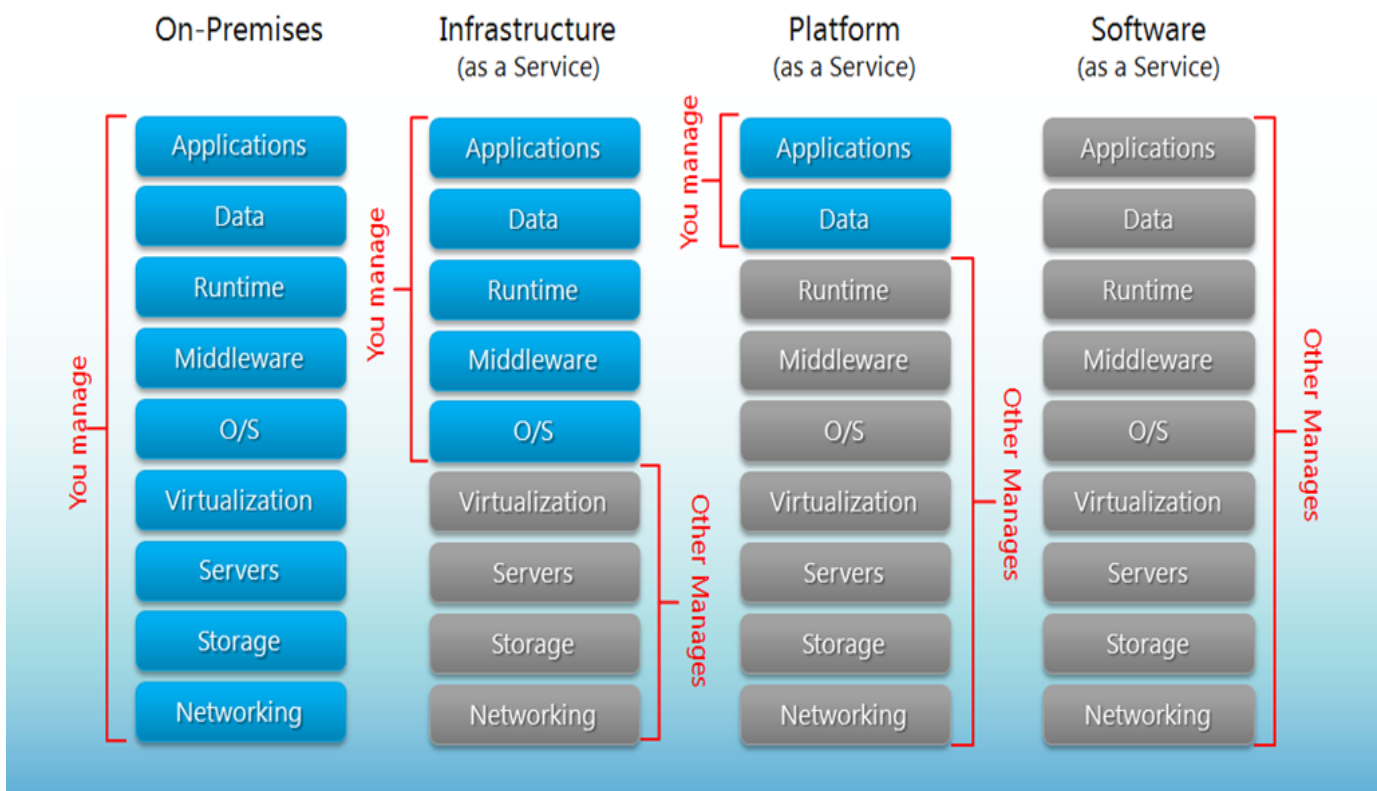 On-Premises
You manage
Applications
Data
Runtime
Middleware
O/S
Virtualization
Servers
Storage
Networking
Infrastructure
(as a Service)
You manage
Applications
Data
Runtime
Middleware
O/S
Virtualization
Servers
Storage
Networking
Other Manages
Platform
(as a Service)
You manage
Applications
Data
Runtime
Middleware
O/S
Virtualization
Servers
Storage
Networking
Other Manages
Software
(as a Service)
Applications
Data
Runtime
Middleware
O/S
Virtualization
Servers
Storage
Networking
Other Manages